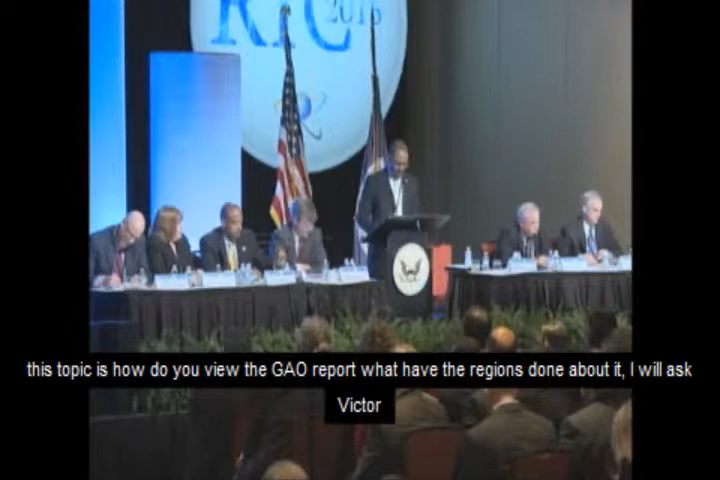 RIC 2016
this topic is how do you view the GAO report what have the regions done about it, I will ask
Victor